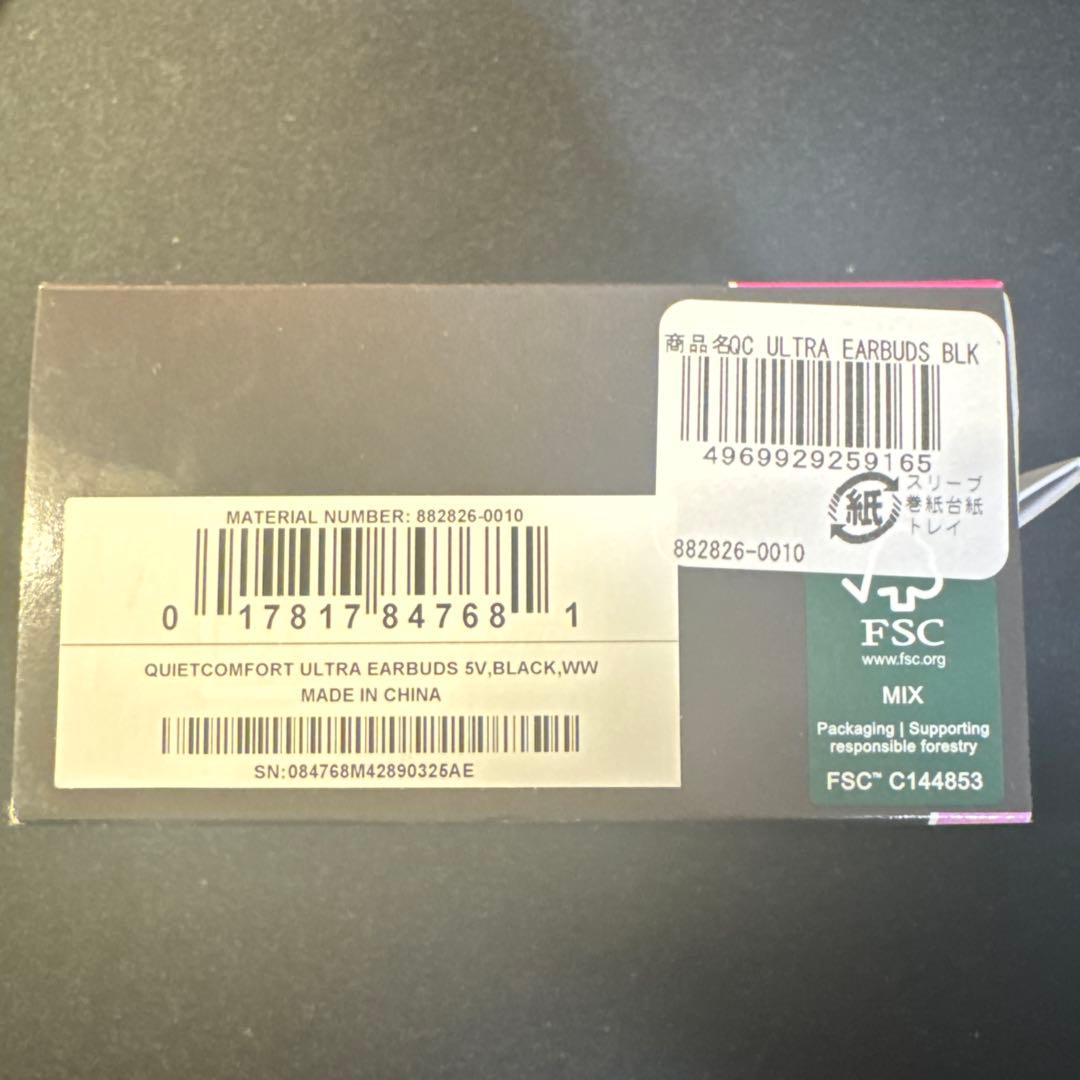 商品名QC ULTRA EARBUDS BLK
4969929259165
紙
スリーブ
巻紙台紙
トレイ
882826-0010
MATERIAL NUMBER: 882826-0010
0 17817 84768 1
QUIETCOMFORT ULTRA EARBUDS 5V,BLACK,WW
MADE IN CHINA
SN:084768M42890325AE
FSC
www.fsc.org
MIX
Packaging | Supporting
responsible forestry
FSC™ C144853